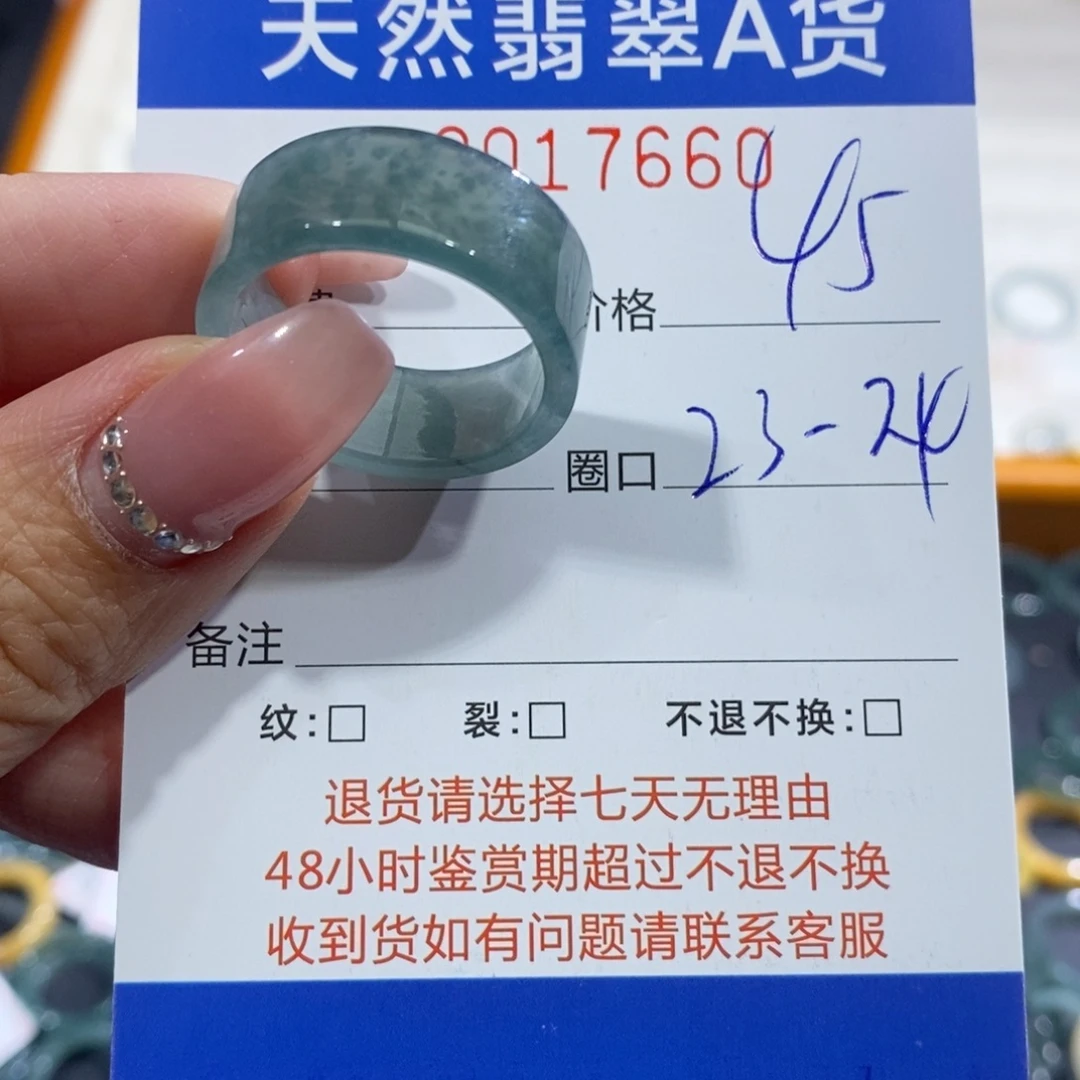 天然翡翠A货
0017660
价格 45
圈口 23-24
备注
纹:□ 裂:□ 不退不换:□
退货请选择七天无理由
48小时鉴赏期超过不退不换
收到货如有问题请联系客服